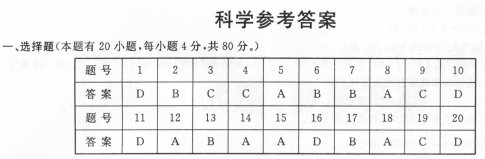 科学参考答案
一、选择题(本题有 20 小题,每小题 4 分,共 80 分。)
题 号 1 2 3 4 5 6 7 8 9 10
答 案 D B C C A B B A C D
题 号 11 12 13 14 15 16 17 18 19 20
答 案 D A B A A D B A C D